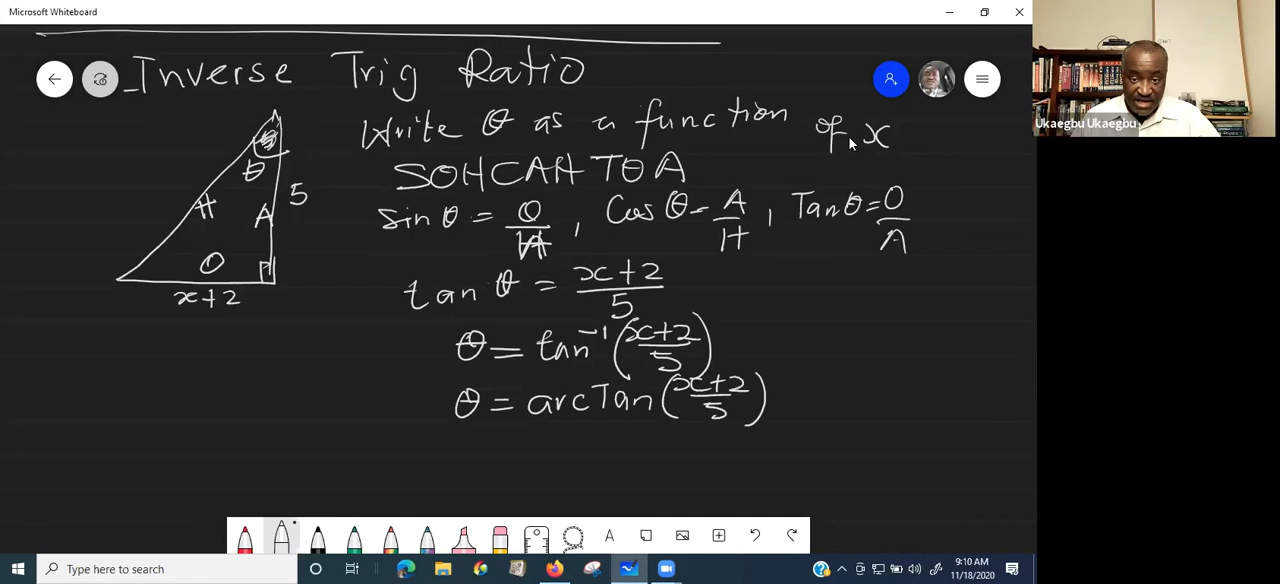 Microsoft Whiteboard
Inverse Trig Ratio
Write θ as a function of x
SOHCAHTOA
sin θ = O/H, Cos θ = A/H, Tan θ = O/A
θ
H
A
5
O
x+2
tan θ = x+2/5
θ = tan⁻¹(x+2/5)
θ = arcTan(x+2/5)
Ukaegbu Ukaegbu
A
Type here to search
9:10 AM
11/18/2020